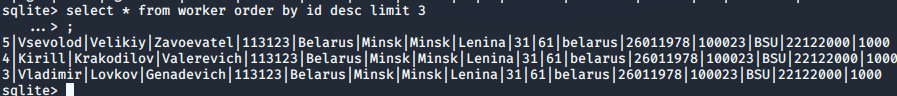 sqlite> select * from worker order by id desc limit 3
...> ;
5|Vsevolod|Velikiy|Zavoevatel|113123|Belarus|Minsk|Minsk|Lenina|31|61|belarus|26011978|100023|BSU|22122000|1000
4|Kirill|Krakodilov|Valerevich|113123|Belarus|Minsk|Minsk|Lenina|31|61|belarus|26011978|100023|BSU|22122000|1000
3|Vladimir|Lovkov|Genadevich|113123|Belarus|Minsk|Minsk|Lenina|31|61|belarus|26011978|100023|BSU|22122000|1000
sqlite>